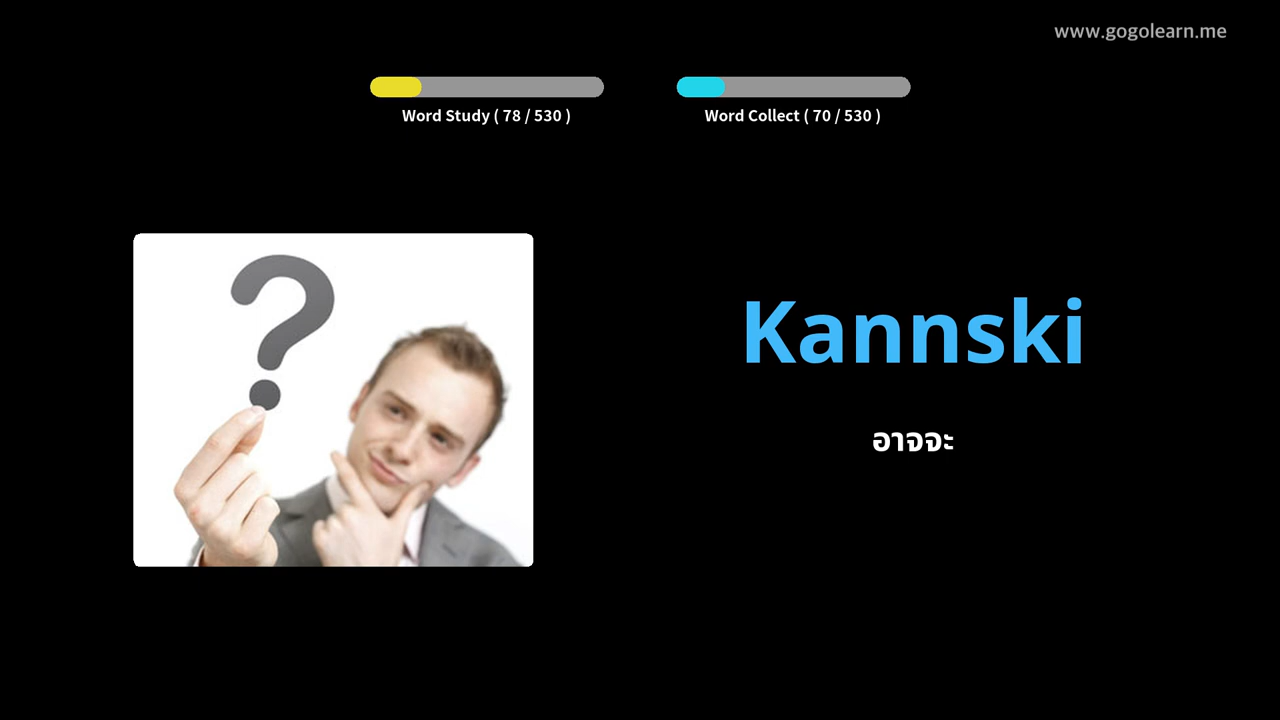 www.gogolearn.me
Word Study ( 78 / 530 )
Word Collect ( 70 / 530 )
?
Kannski
อาจจะ